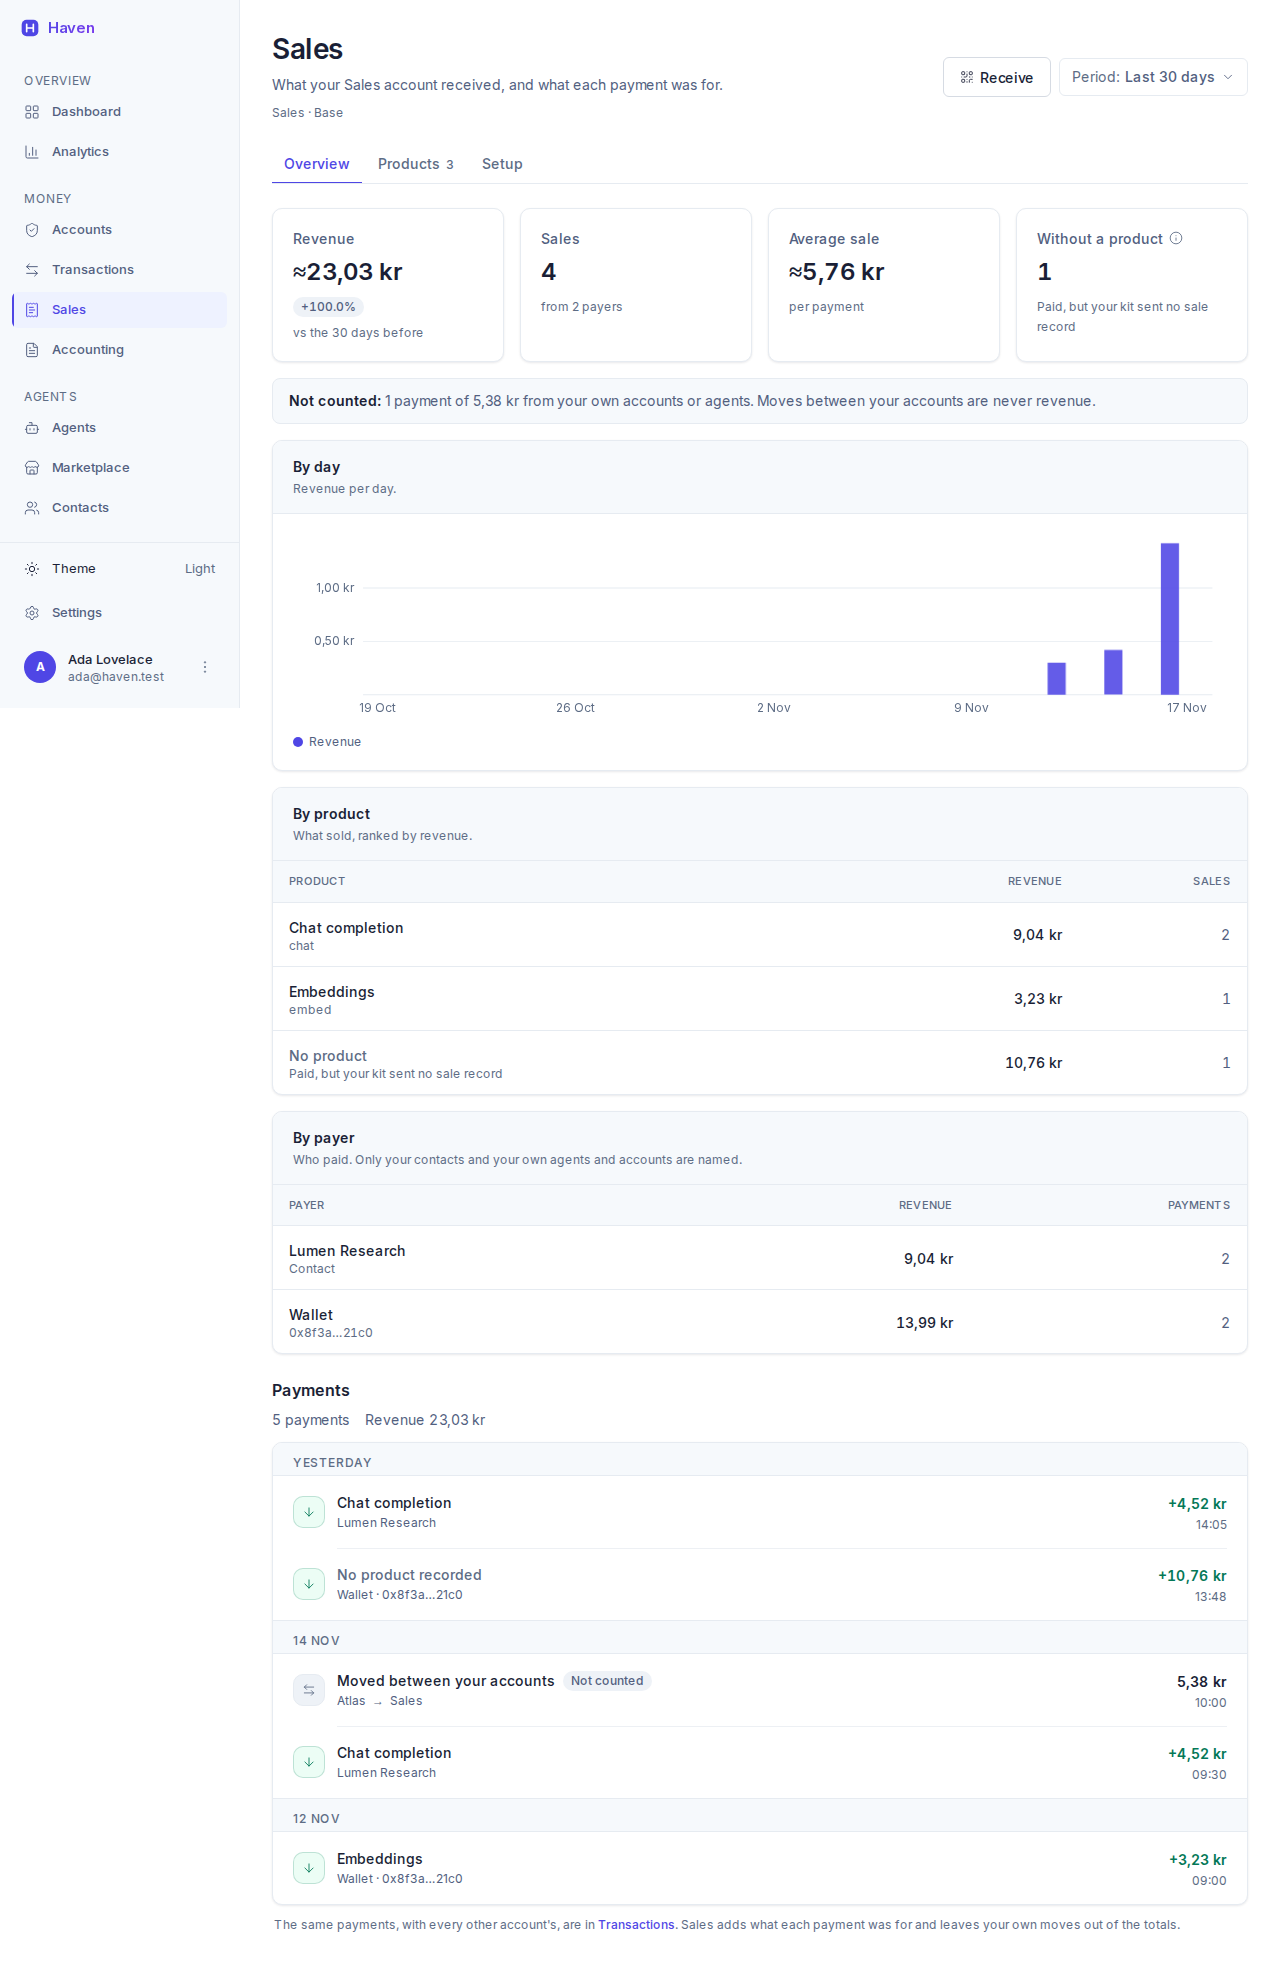 Haven
OVERVIEW
Dashboard
Analytics
MONEY
Accounts
Transactions
Sales
Accounting
AGENTS
Agents
Marketplace
Contacts
Theme Light
Settings
A
Ada Lovelace
ada@haven.test
Sales
What your Sales account received, and what each payment was for.
Sales · Base
Receive
Period: Last 30 days
Overview Products 3 Setup
Revenue
≈23,03 kr
+100.0%
vs the 30 days before
Sales
4
from 2 payers
Average sale
≈5,76 kr
per payment
Without a product
1
Paid, but your kit sent no sale
record
Not counted: 1 payment of 5,38 kr from your own accounts or agents. Moves between your accounts are never revenue.
By day
Revenue per day.
1,00 kr
0,50 kr
19 Oct 26 Oct 2 Nov 9 Nov 17 Nov
Revenue
By product
What sold, ranked by revenue.
PRODUCT REVENUE SALES
Chat completion
chat
9,04 kr 2
Embeddings
embed
3,23 kr 1
No product
Paid, but your kit sent no sale record
10,76 kr 1
By payer
Who paid. Only your contacts and your own agents and accounts are named.
PAYER REVENUE PAYMENTS
Lumen Research
Contact
9,04 kr 2
Wallet
0x8f3a…21c0
13,99 kr 2
Payments
5 payments Revenue 23,03 kr
YESTERDAY
Chat completion
Lumen Research
+4,52 kr
14:05
No product recorded
Wallet · 0x8f3a…21c0
+10,76 kr
13:48
14 NOV
Moved between your accounts Not counted
Atlas → Sales
5,38 kr
10:00
Chat completion
Lumen Research
+4,52 kr
09:30
12 NOV
Embeddings
Wallet · 0x8f3a…21c0
+3,23 kr
09:00
The same payments, with every other account's, are in Transactions. Sales adds what each payment was for and leaves your own moves out of the totals.